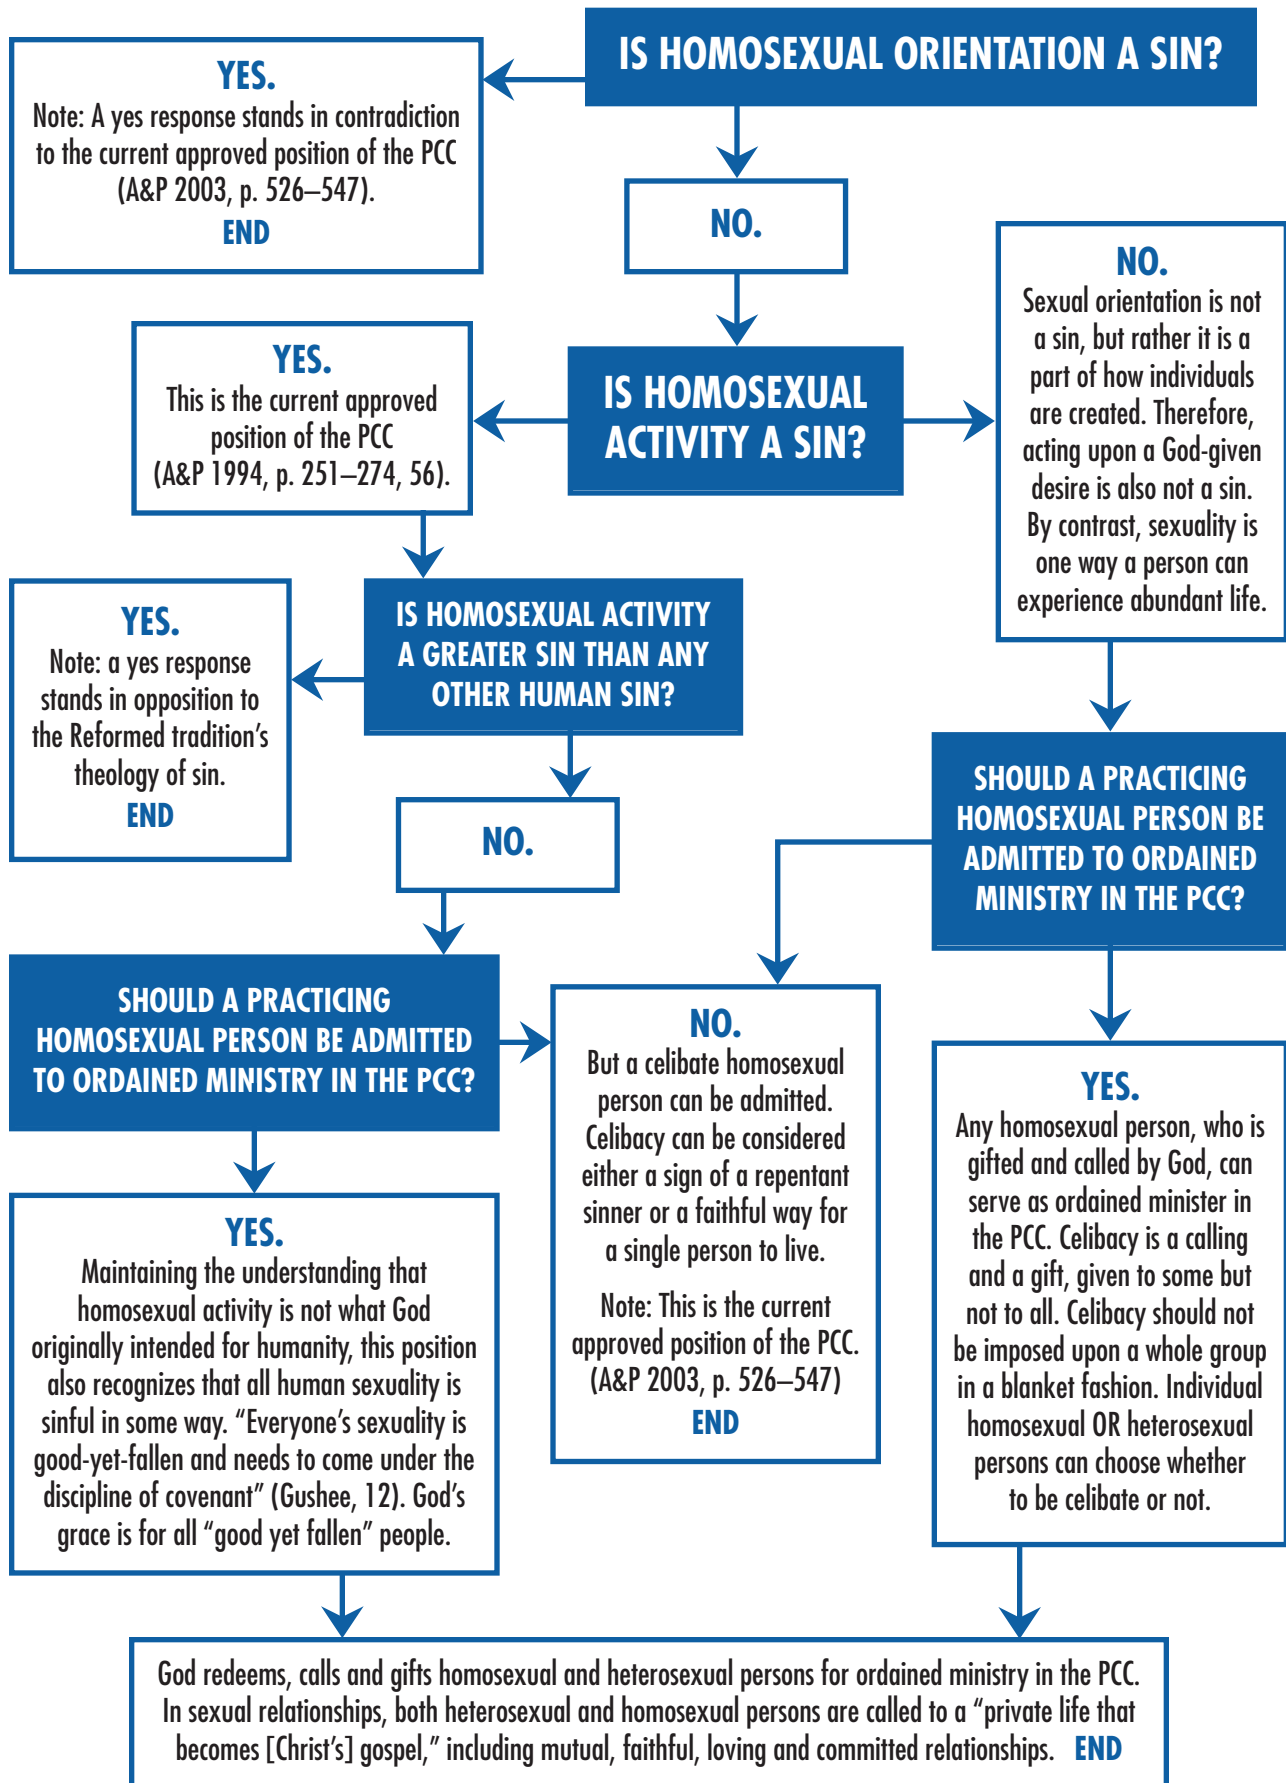 IS HOMOSEXUAL ORIENTATION A SIN?
YES.
Note: A yes response stands in contradiction
to the current approved position of the PCC
(A&P 2003, p. 526–547).
END
NO.
NO.
Sexual orientation is not
a sin, but rather it is a
part of how individuals
are created. Therefore,
acting upon a God-given
desire is also not a sin.
By contrast, sexuality is
one way a person can
experience abundant life.
YES.
This is the current approved
position of the PCC
(A&P 1994, p. 251–274, 56).
IS HOMOSEXUAL
ACTIVITY A SIN?
YES.
Note: a yes response
stands in opposition to
the Reformed tradition’s
theology of sin.
END
IS HOMOSEXUAL ACTIVITY
A GREATER SIN THAN ANY
OTHER HUMAN SIN?
NO.
SHOULD A PRACTICING
HOMOSEXUAL PERSON BE
ADMITTED TO ORDAINED
MINISTRY IN THE PCC?
SHOULD A PRACTICING
HOMOSEXUAL PERSON BE ADMITTED
TO ORDAINED MINISTRY IN THE PCC?
NO.
But a celibate homosexual
person can be admitted.
Celibacy can be considered
either a sign of a repentant
sinner or a faithful way for
a single person to live.
Note: This is the current
approved position of the PCC.
(A&P 2003, p. 526–547)
END
YES.
Any homosexual person, who is
gifted and called by God, can
serve as ordained minister in
the PCC. Celibacy is a calling
and a gift, given to some but
not to all. Celibacy should not
be imposed upon a whole group
in a blanket fashion. Individual
homosexual OR heterosexual
persons can choose whether
to be celibate or not.
YES.
Maintaining the understanding that
homosexual activity is not what God
originally intended for humanity, this position
also recognizes that all human sexuality is
sinful in some way. “Everyone’s sexuality is
good-yet-fallen and needs to come under the
discipline of covenant” (Gushee, 12). God’s
grace is for all “good yet fallen” people.
God redeems, calls and gifts homosexual and heterosexual persons for ordained ministry in the PCC.
In sexual relationships, both heterosexual and homosexual persons are called to a “private life that
becomes [Christ’s] gospel,” including mutual, faithful, loving and committed relationships. END